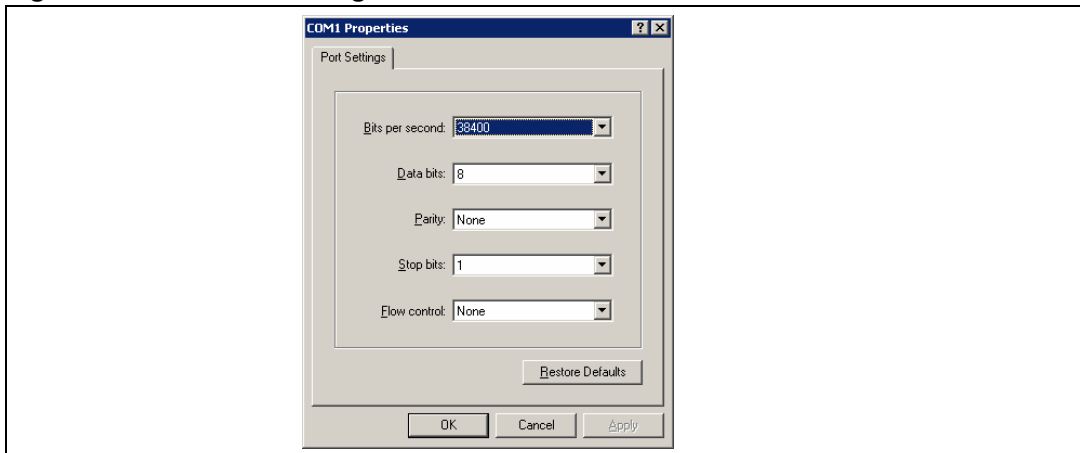 COM1 Properties
Port Settings
Bits per second: 38400
Data bits: 8
Parity: None
Stop bits: 1
Flow control: None
Restore Defaults
OK Cancel Apply